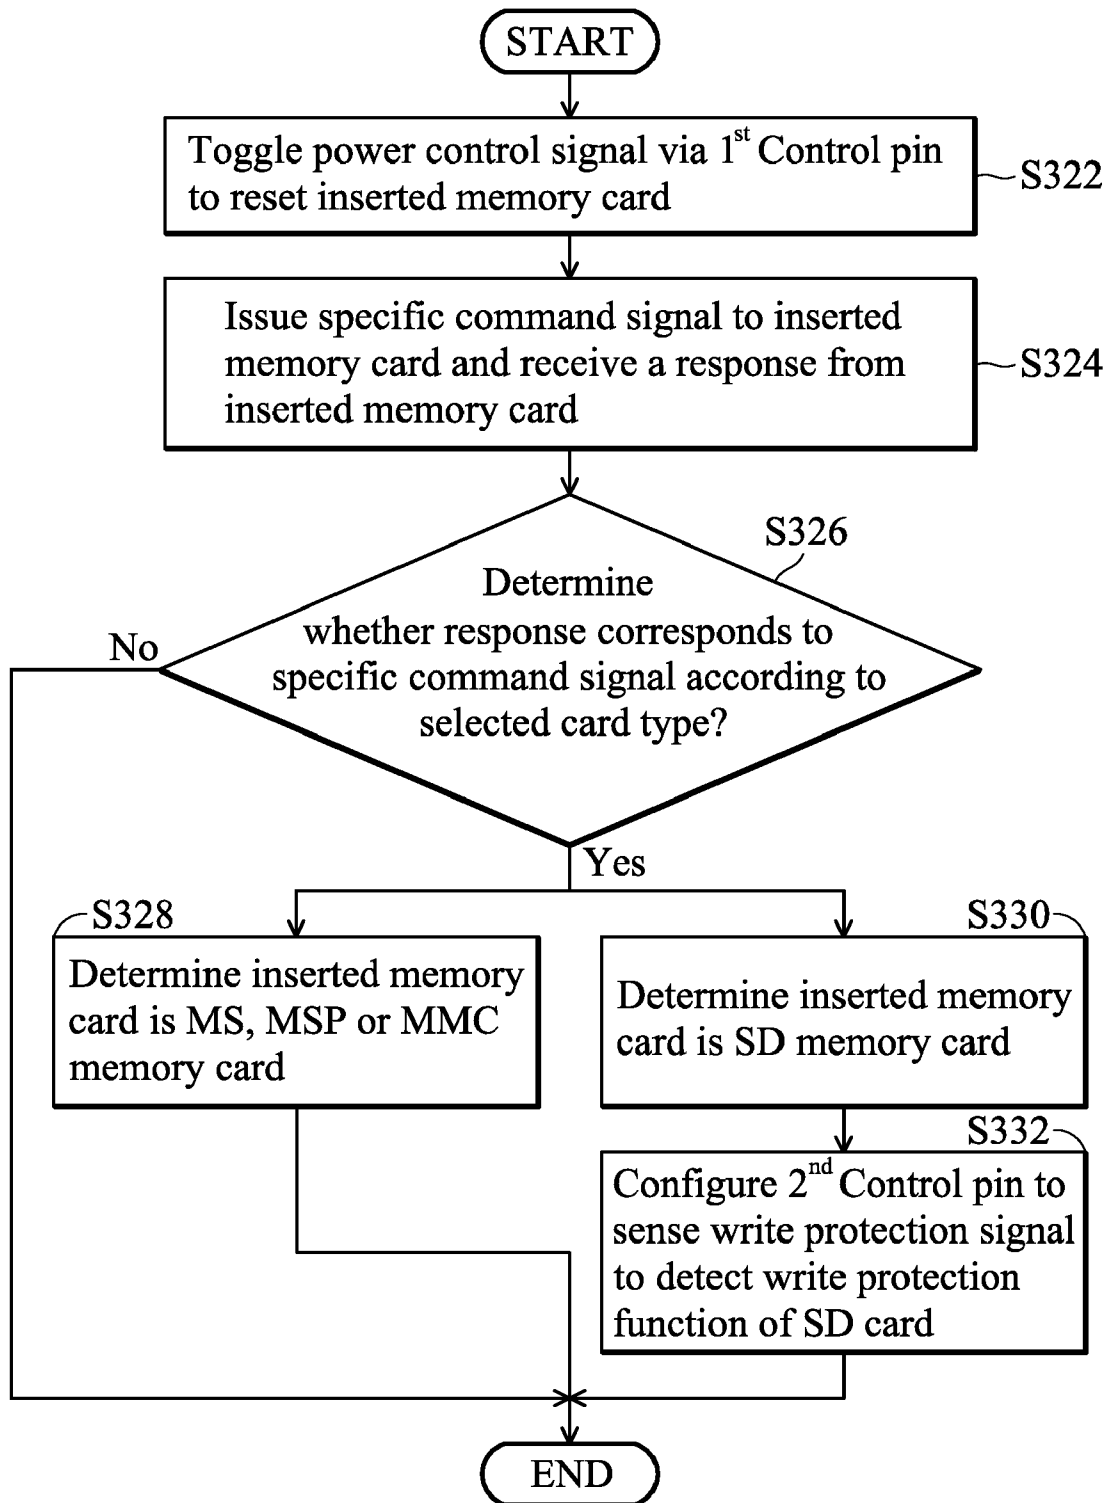 START
Toggle power control signal via 1st Control pin
to reset inserted memory card
S322
Issue specific command signal to inserted
memory card and receive a response from
inserted memory card
S324
S326
Determine
whether response corresponds to
specific command signal according to
selected card type?
No
Yes
S328
Determine inserted memory
card is MS, MSP or MMC
memory card
S330
Determine inserted memory
card is SD memory card
S332
Configure 2nd Control pin to
sense write protection signal
to detect write protection
function of SD card
END